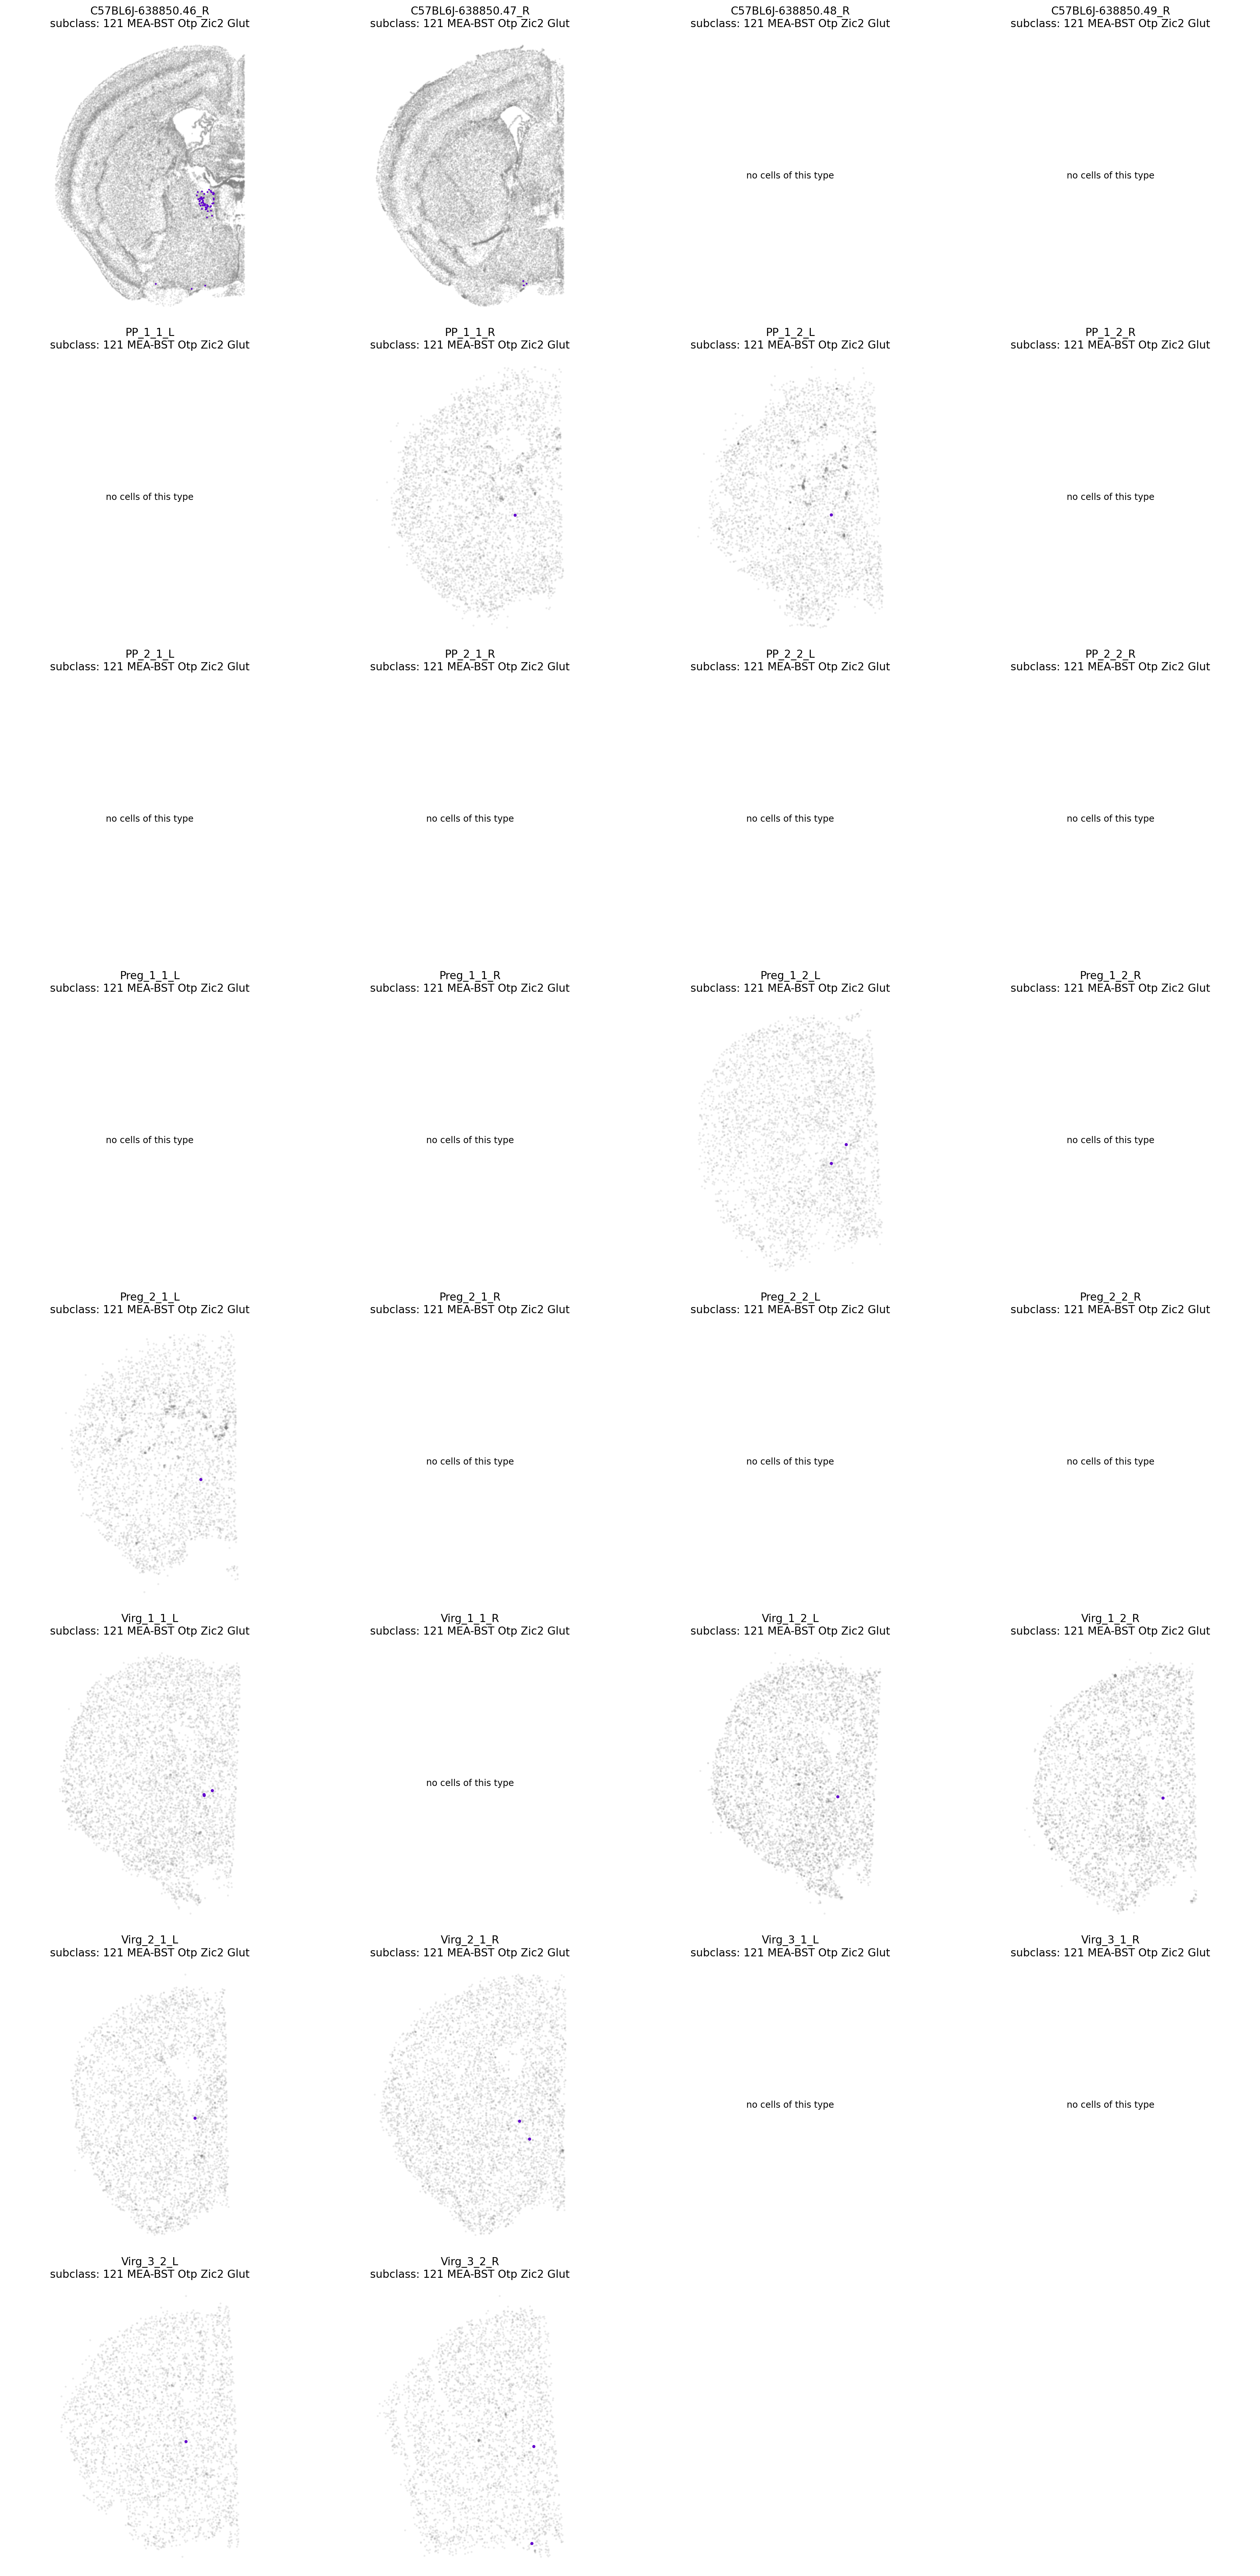 C57BL6J-638850.46_R
subclass: 121 MEA-BST Otp Zic2 Glut
C57BL6J-638850.47_R
subclass: 121 MEA-BST Otp Zic2 Glut
C57BL6J-638850.48_R
subclass: 121 MEA-BST Otp Zic2 Glut
no cells of this type
C57BL6J-638850.49_R
subclass: 121 MEA-BST Otp Zic2 Glut
no cells of this type
PP_1_1_L
subclass: 121 MEA-BST Otp Zic2 Glut
no cells of this type
PP_1_1_R
subclass: 121 MEA-BST Otp Zic2 Glut
PP_1_2_L
subclass: 121 MEA-BST Otp Zic2 Glut
PP_1_2_R
subclass: 121 MEA-BST Otp Zic2 Glut
no cells of this type
PP_2_1_L
subclass: 121 MEA-BST Otp Zic2 Glut
no cells of this type
PP_2_1_R
subclass: 121 MEA-BST Otp Zic2 Glut
no cells of this type
PP_2_2_L
subclass: 121 MEA-BST Otp Zic2 Glut
no cells of this type
PP_2_2_R
subclass: 121 MEA-BST Otp Zic2 Glut
no cells of this type
Preg_1_1_L
subclass: 121 MEA-BST Otp Zic2 Glut
no cells of this type
Preg_1_1_R
subclass: 121 MEA-BST Otp Zic2 Glut
no cells of this type
Preg_1_2_L
subclass: 121 MEA-BST Otp Zic2 Glut
Preg_1_2_R
subclass: 121 MEA-BST Otp Zic2 Glut
no cells of this type
Preg_2_1_L
subclass: 121 MEA-BST Otp Zic2 Glut
Preg_2_1_R
subclass: 121 MEA-BST Otp Zic2 Glut
no cells of this type
Preg_2_2_L
subclass: 121 MEA-BST Otp Zic2 Glut
no cells of this type
Preg_2_2_R
subclass: 121 MEA-BST Otp Zic2 Glut
no cells of this type
Virg_1_1_L
subclass: 121 MEA-BST Otp Zic2 Glut
Virg_1_1_R
subclass: 121 MEA-BST Otp Zic2 Glut
no cells of this type
Virg_1_2_L
subclass: 121 MEA-BST Otp Zic2 Glut
Virg_1_2_R
subclass: 121 MEA-BST Otp Zic2 Glut
Virg_2_1_L
subclass: 121 MEA-BST Otp Zic2 Glut
Virg_2_1_R
subclass: 121 MEA-BST Otp Zic2 Glut
Virg_3_1_L
subclass: 121 MEA-BST Otp Zic2 Glut
no cells of this type
Virg_3_1_R
subclass: 121 MEA-BST Otp Zic2 Glut
no cells of this type
Virg_3_2_L
subclass: 121 MEA-BST Otp Zic2 Glut
Virg_3_2_R
subclass: 121 MEA-BST Otp Zic2 Glut